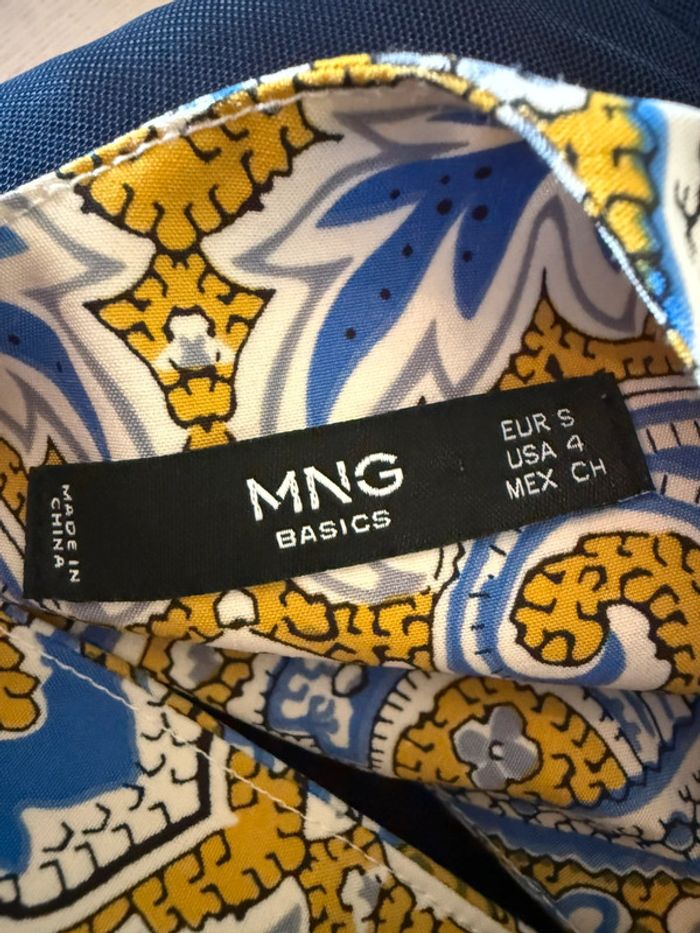 MNG
BASICS
EUR S
USA 4
MEX CH
MADE IN
CHINA